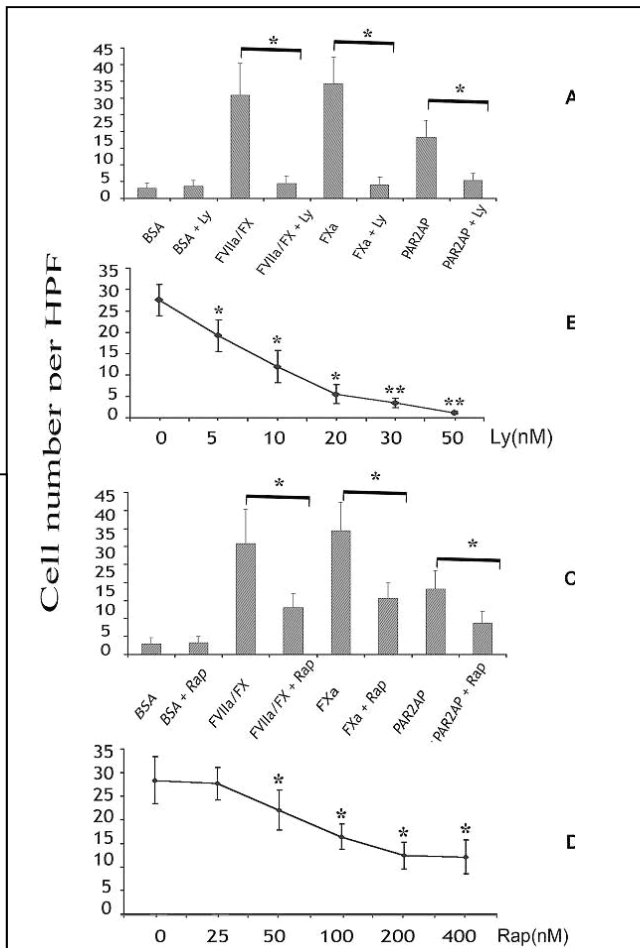 Cell number per HPF
*
*
*
45
40
35
30
25
20
15
10
5
0
A
BSA
BSA + Ly
FVIIa/FX
FVIIa/FX + Ly
FXa
FXa + Ly
PAR2AP
PAR2AP + Ly
35
30
25
20
15
10
5
0
*
*
*
**
**
0 5 10 20 30 50 Ly(nM)
*
*
*
45
40
35
30
25
20
15
10
5
0
C
BSA
BSA + Rap
FVIIa/FX
FVIIa/FX + Rap
FXa
FXa + Rap
PAR2AP
PAR2AP + Rap
35
30
25
20
15
10
5
0
*
*
*
*
D
0 25 50 100 200 400 Rap(nM)